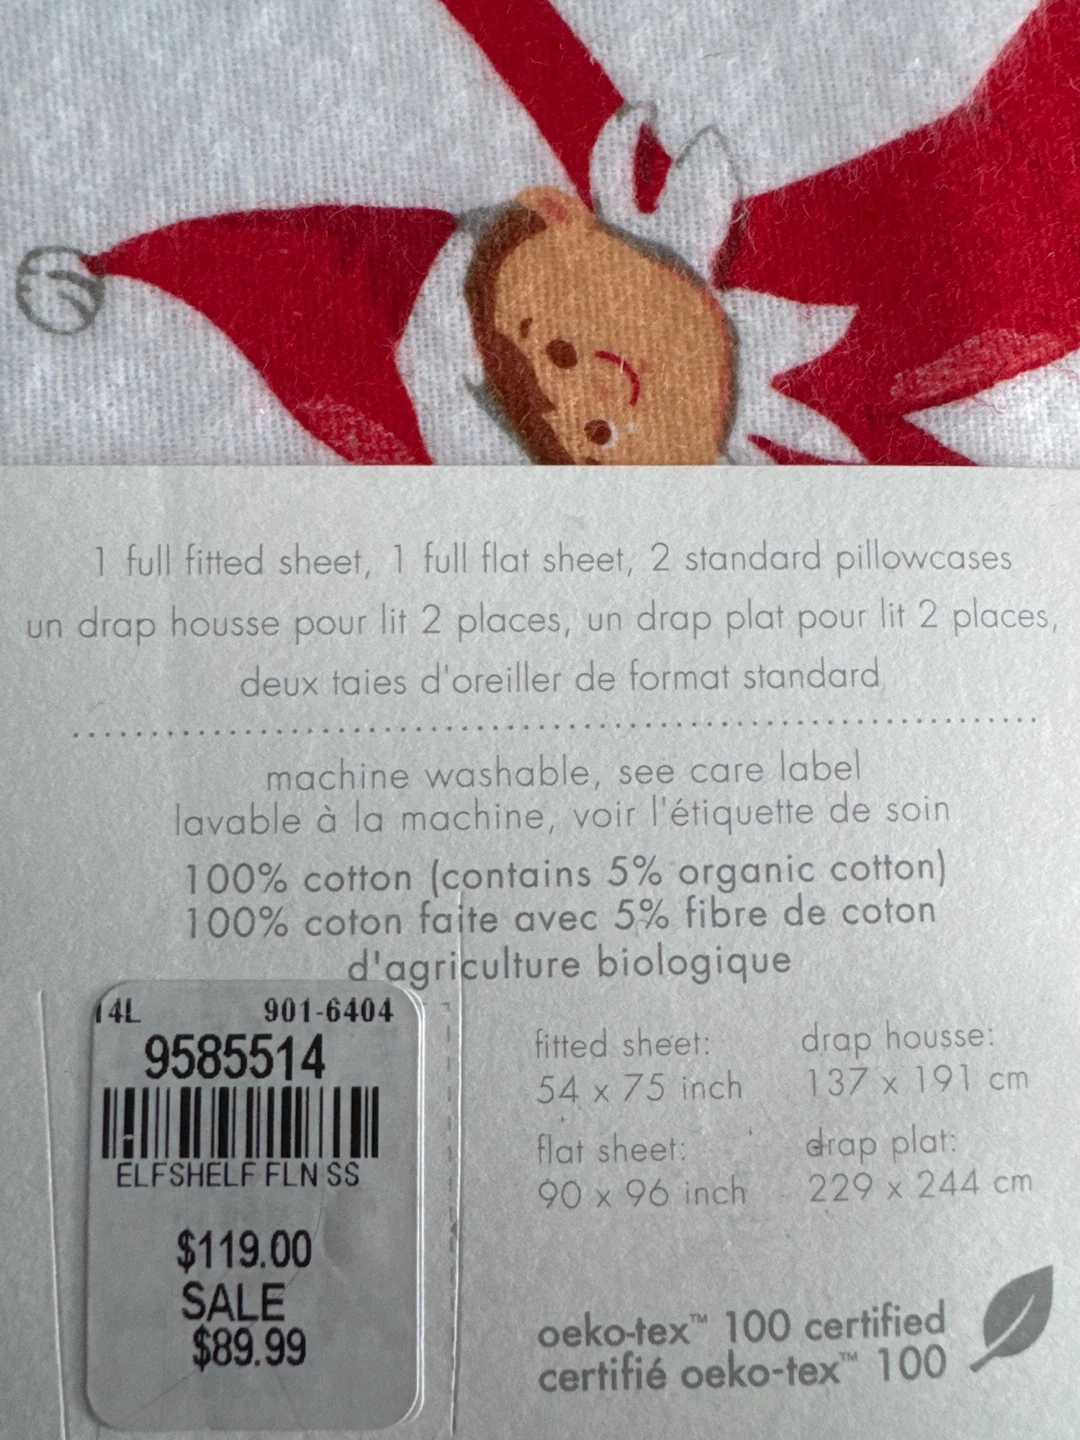 1 full fitted sheet, 1 full flat sheet, 2 standard pillowcases
un drap housse pour lit 2 places, un drap plat pour lit 2 places,
deux taies d'oreiller de format standard
machine washable, see care label
lavable à la machine, voir l'étiquette de soin
100% cotton (contains 5% organic cotton)
100% coton faite avec 5% fibre de coton
d'agriculture biologique
14L 901-6404
9585514
ELFSHELF FLN SS
$119.00
SALE
$89.99
fitted sheet: drap housse:
54 x 75 inch 137 x 191 cm
flat sheet: drap plat:
90 x 96 inch 229 x 244 cm
oeko-tex™ 100 certified
certifié oeko-tex™ 100